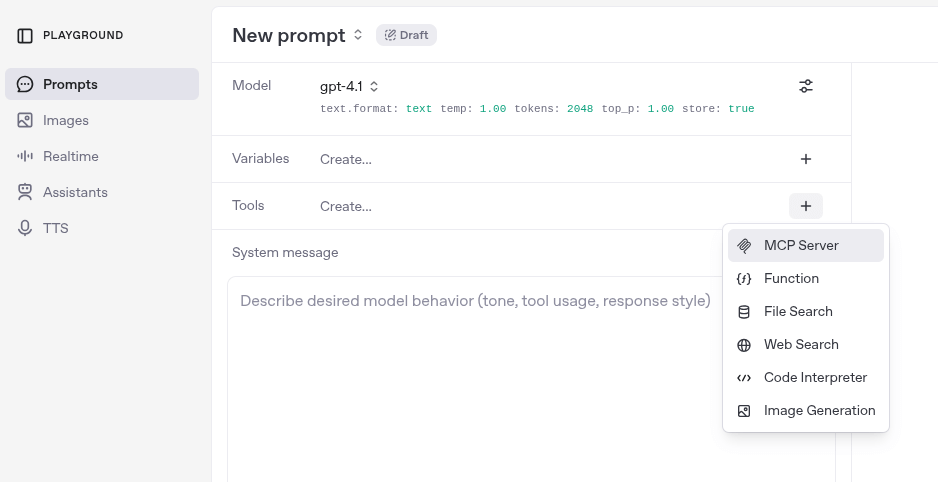 PLAYGROUND
Prompts
Images
Realtime
Assistants
TTS
New prompt
Draft
Model
gpt-4.1
text.format: text temp: 1.00 tokens: 2048 top_p: 1.00 store: true
Variables
Create...
Tools
Create...
System message
Describe desired model behavior (tone, tool usage, response style)
MCP Server
Function
File Search
Web Search
Code Interpreter
Image Generation